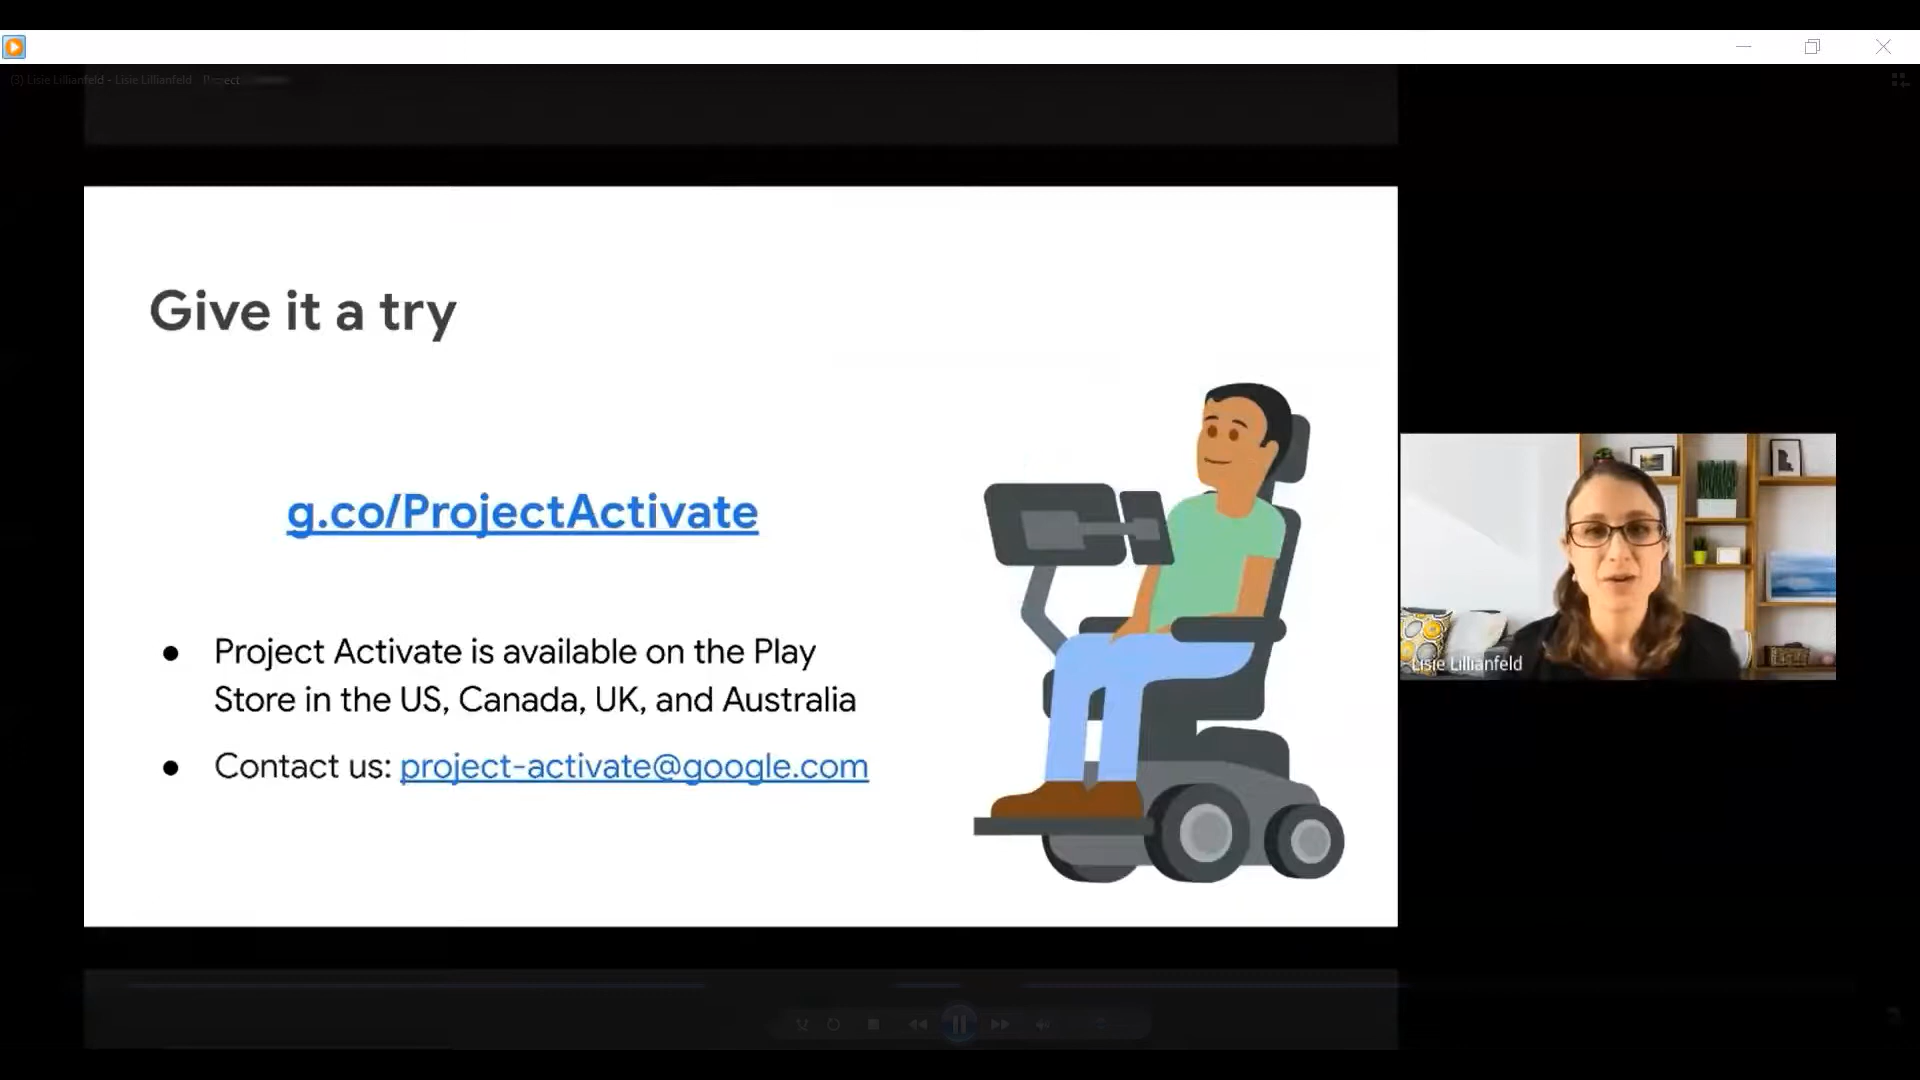 (3) Lisie Lillianfeld - Lisie Lillianfeld - Project
Give it a try
g.co/ProjectActivate
● Project Activate is available on the Play
Store in the US, Canada, UK, and Australia
● Contact us: project-activate@google.com
Lisie Lillianfeld